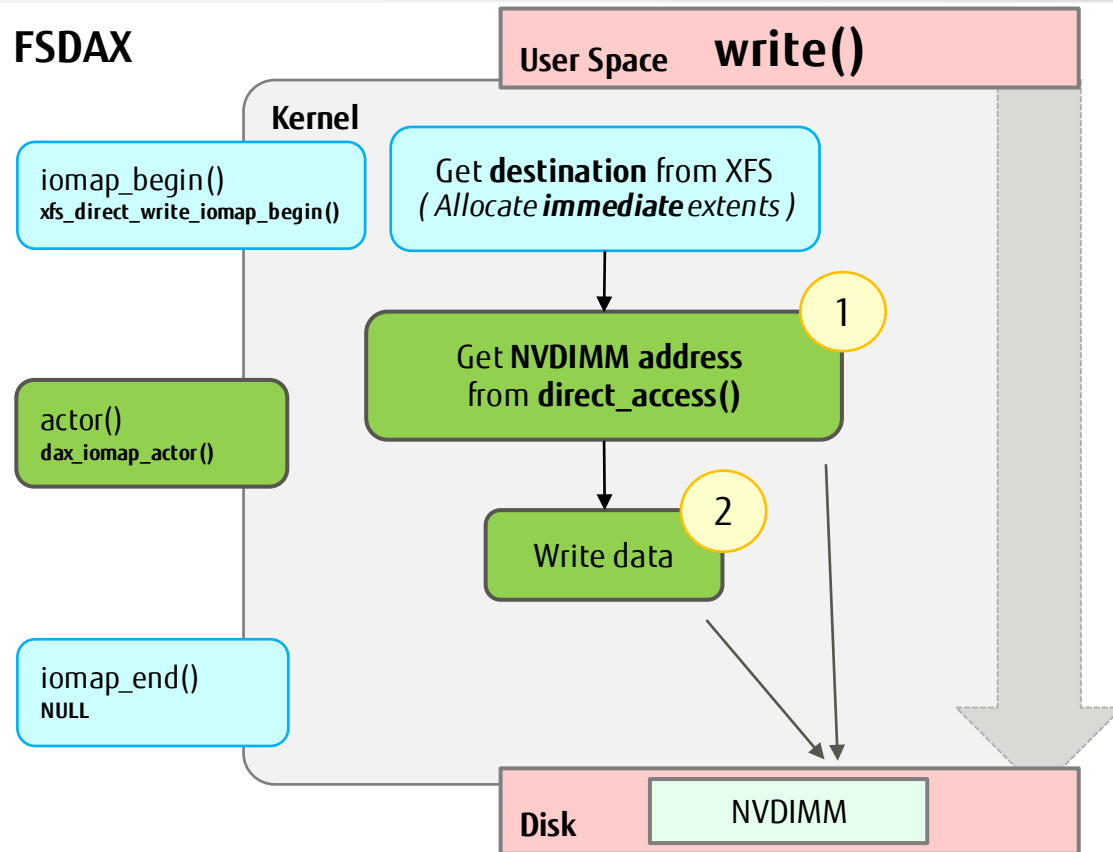 FSDAX
User Space write()
Kernel
iomap_begin()
xfs_direct_write_iomap_begin()
Get destination from XFS
( Allocate immediate extents )
1
Get NVDIMM address
from direct_access()
actor()
dax_iomap_actor()
2
Write data
iomap_end()
NULL
Disk
NVDIMM